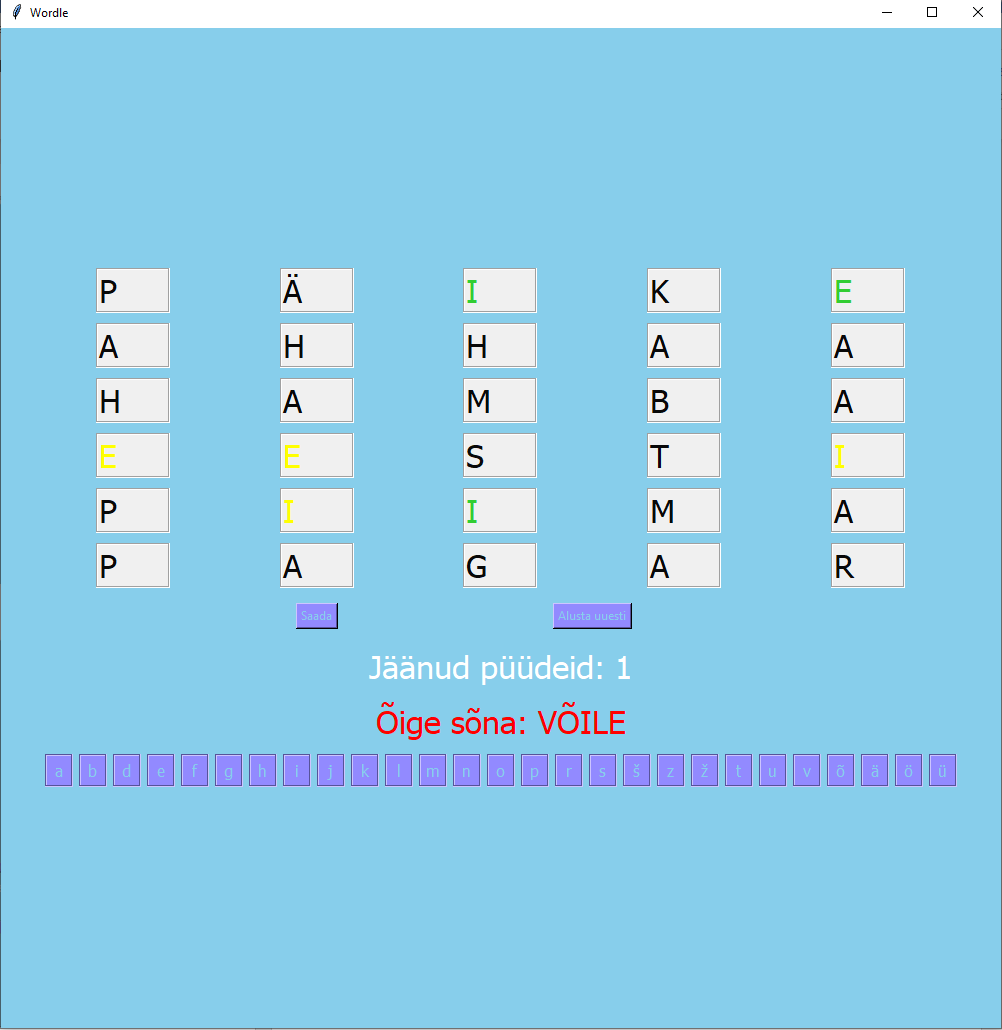 Wordle
P Ä I K E
A H H A A
H A M B A
E E S T I
P I I M A
P A G A R
Saada Alusta uuesti
Jäänud püüdeid: 1
Õige sõna: VÕILE
a b d e f g h i j k l m n o p r s š z ž t u v õ ä ö ü